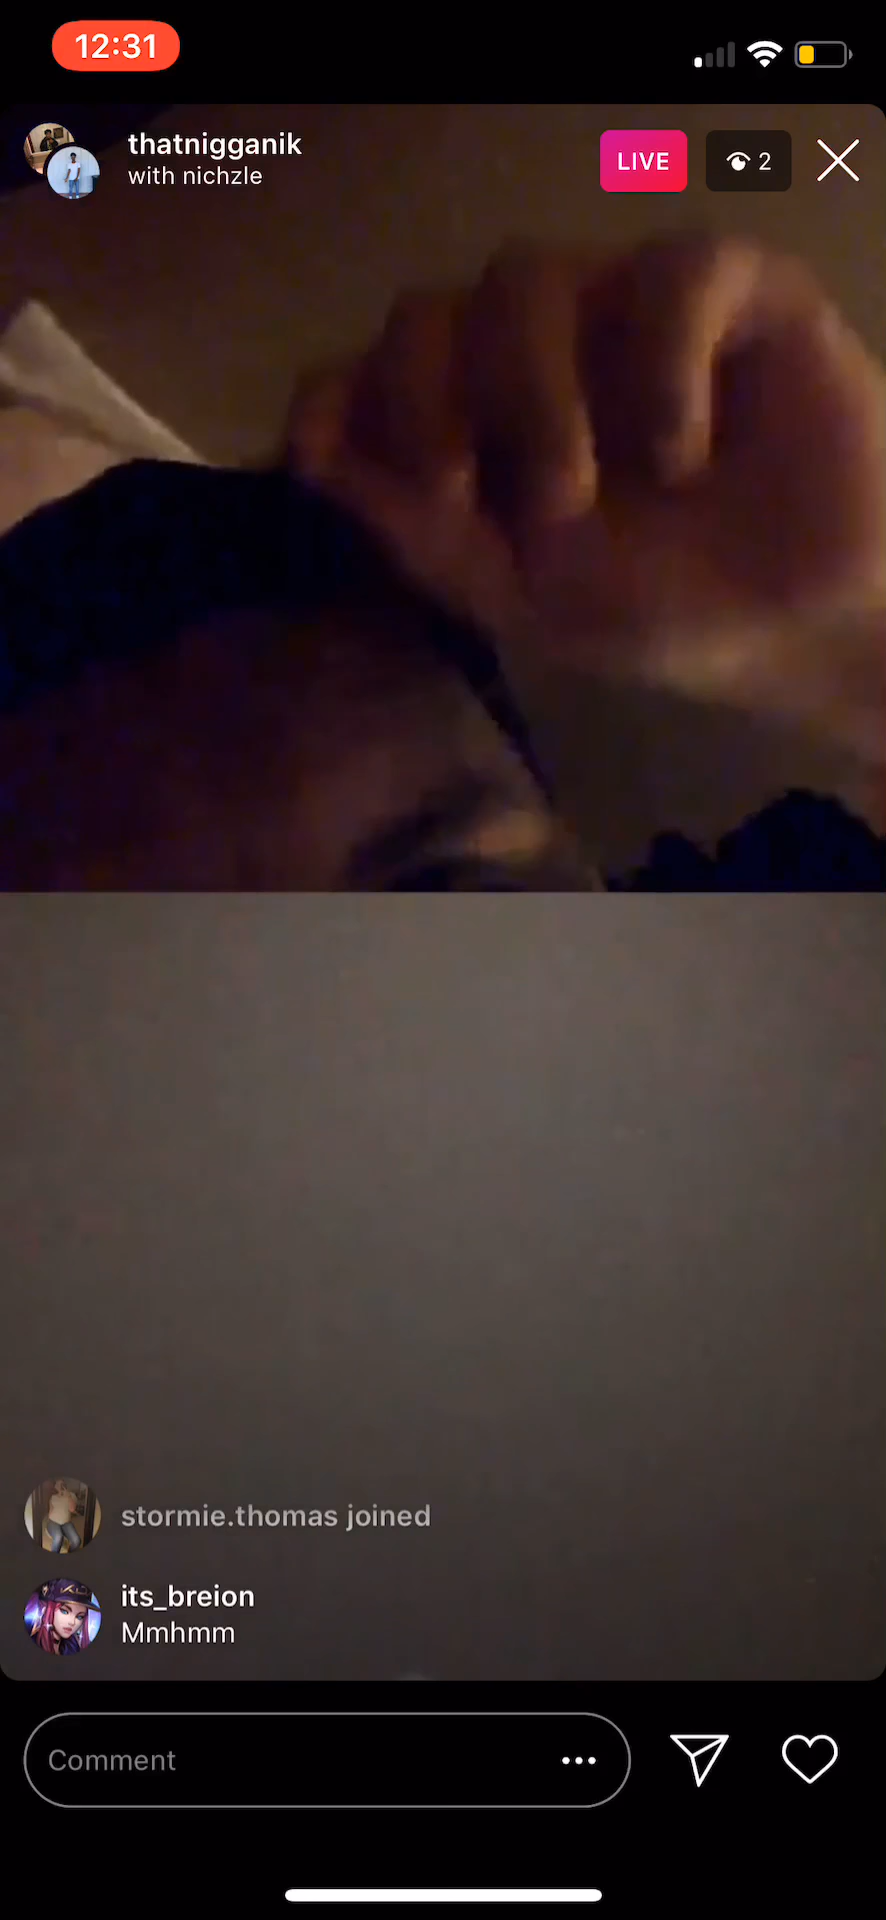 12:31
thatnigganik
with nichzle
LIVE
2
stormie.thomas joined
its_breion
Mmhmm
Comment